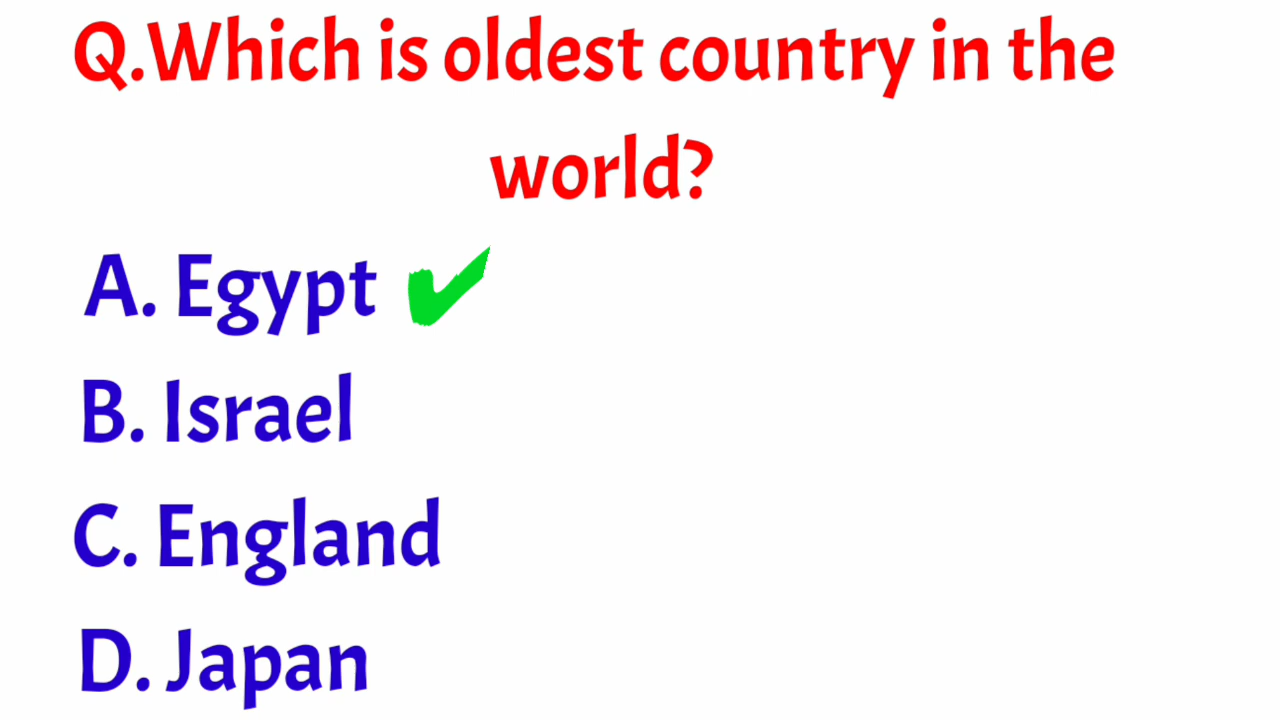 Q.Which is oldest country in the
world?
A. Egypt ✔
B. Israel
C. England
D. Japan